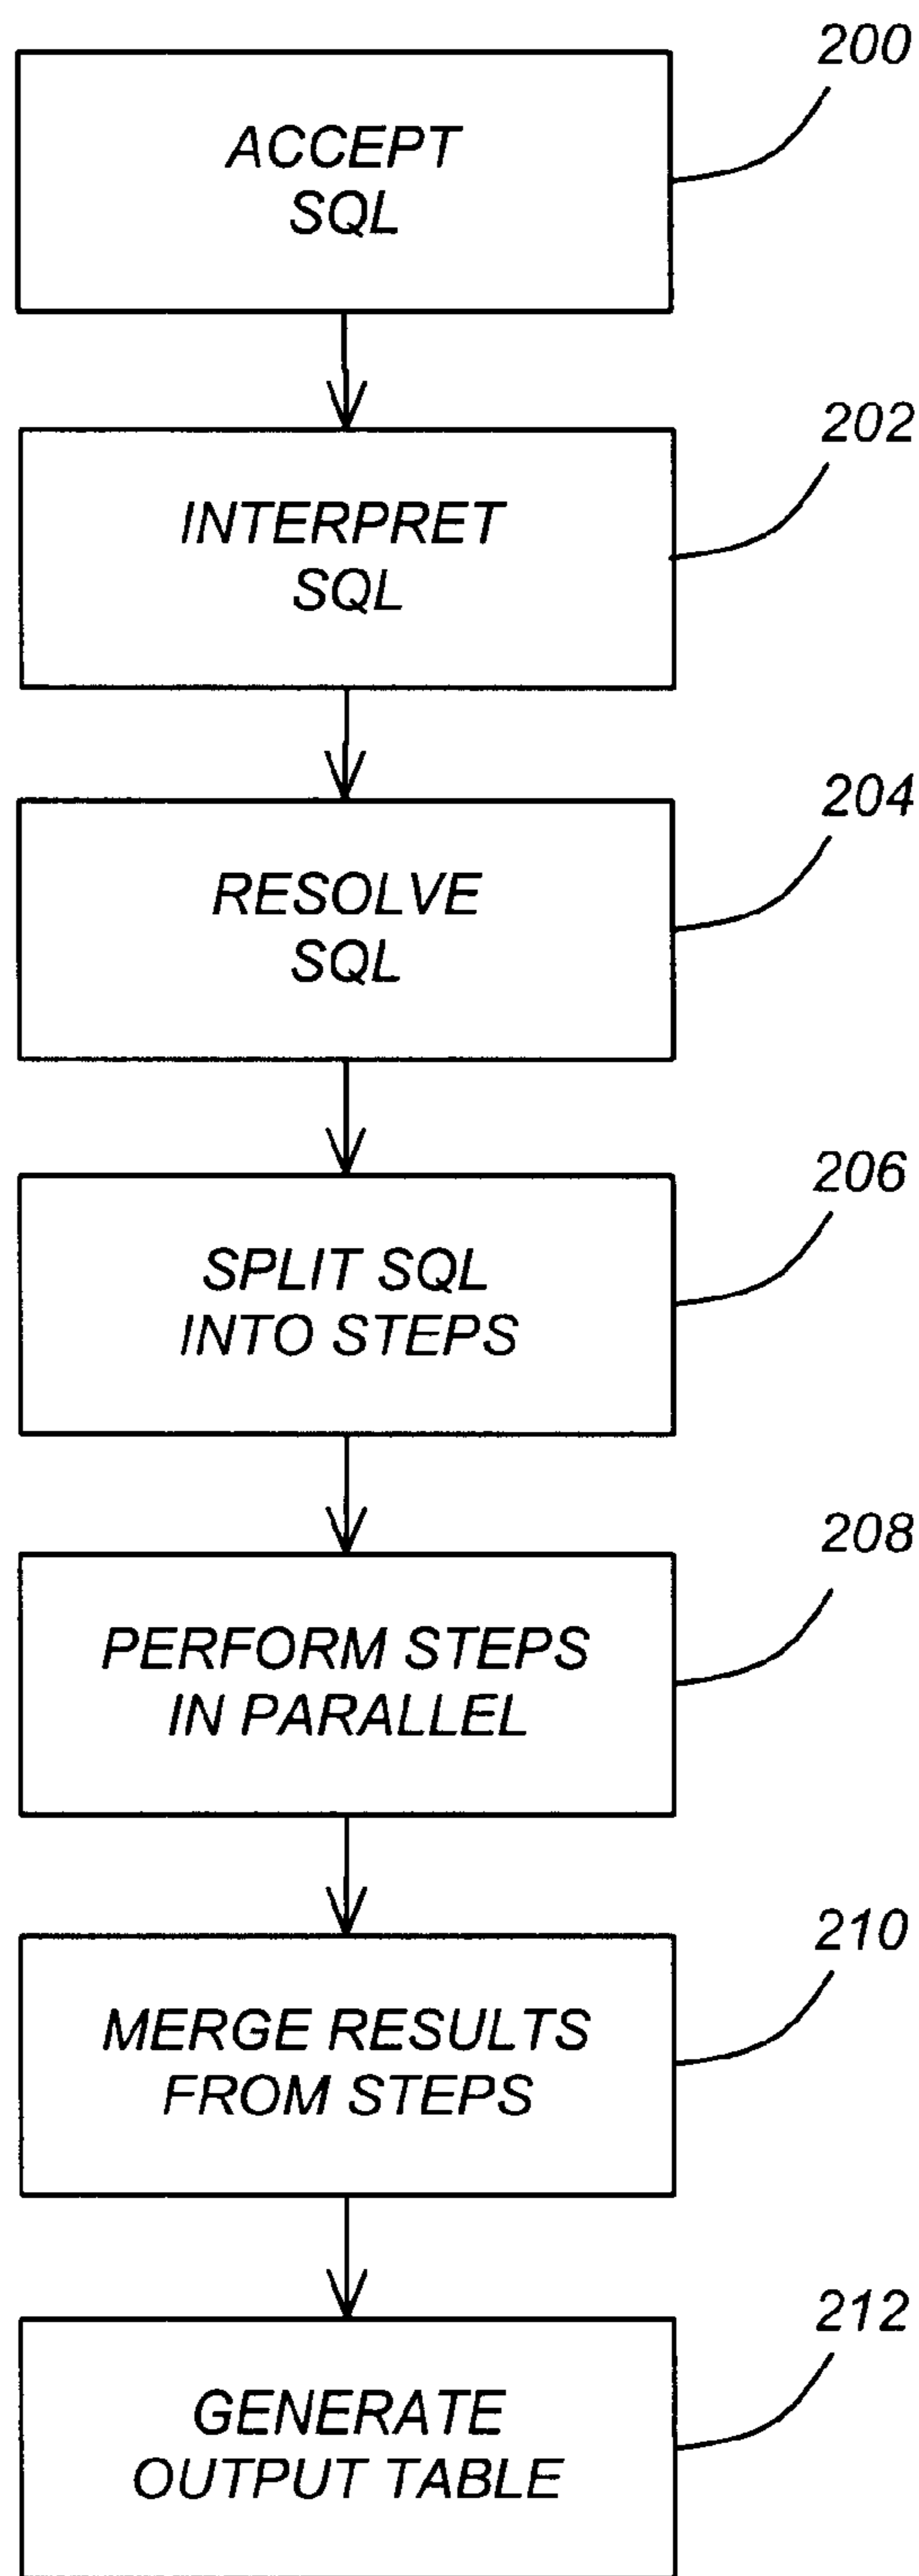 200
ACCEPT
SQL
202
INTERPRET
SQL
204
RESOLVE
SQL
206
SPLIT SQL
INTO STEPS
208
PERFORM STEPS
IN PARALLEL
210
MERGE RESULTS
FROM STEPS
212
GENERATE
OUTPUT TABLE